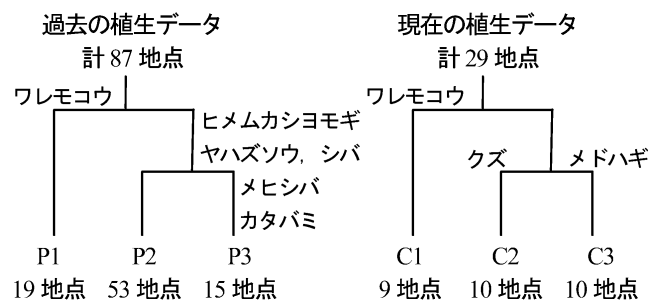 過去の植生データ
計 87 地点
ワレモコウ
ヒメムカシヨモギ
ヤハズソウ，シバ
メヒシバ
カタバミ
P1 P2 P3
19 地点 53 地点 15 地点
現在の植生データ
計 29 地点
ワレモコウ
クズ メドハギ
C1 C2 C3
9 地点 10 地点 10 地点